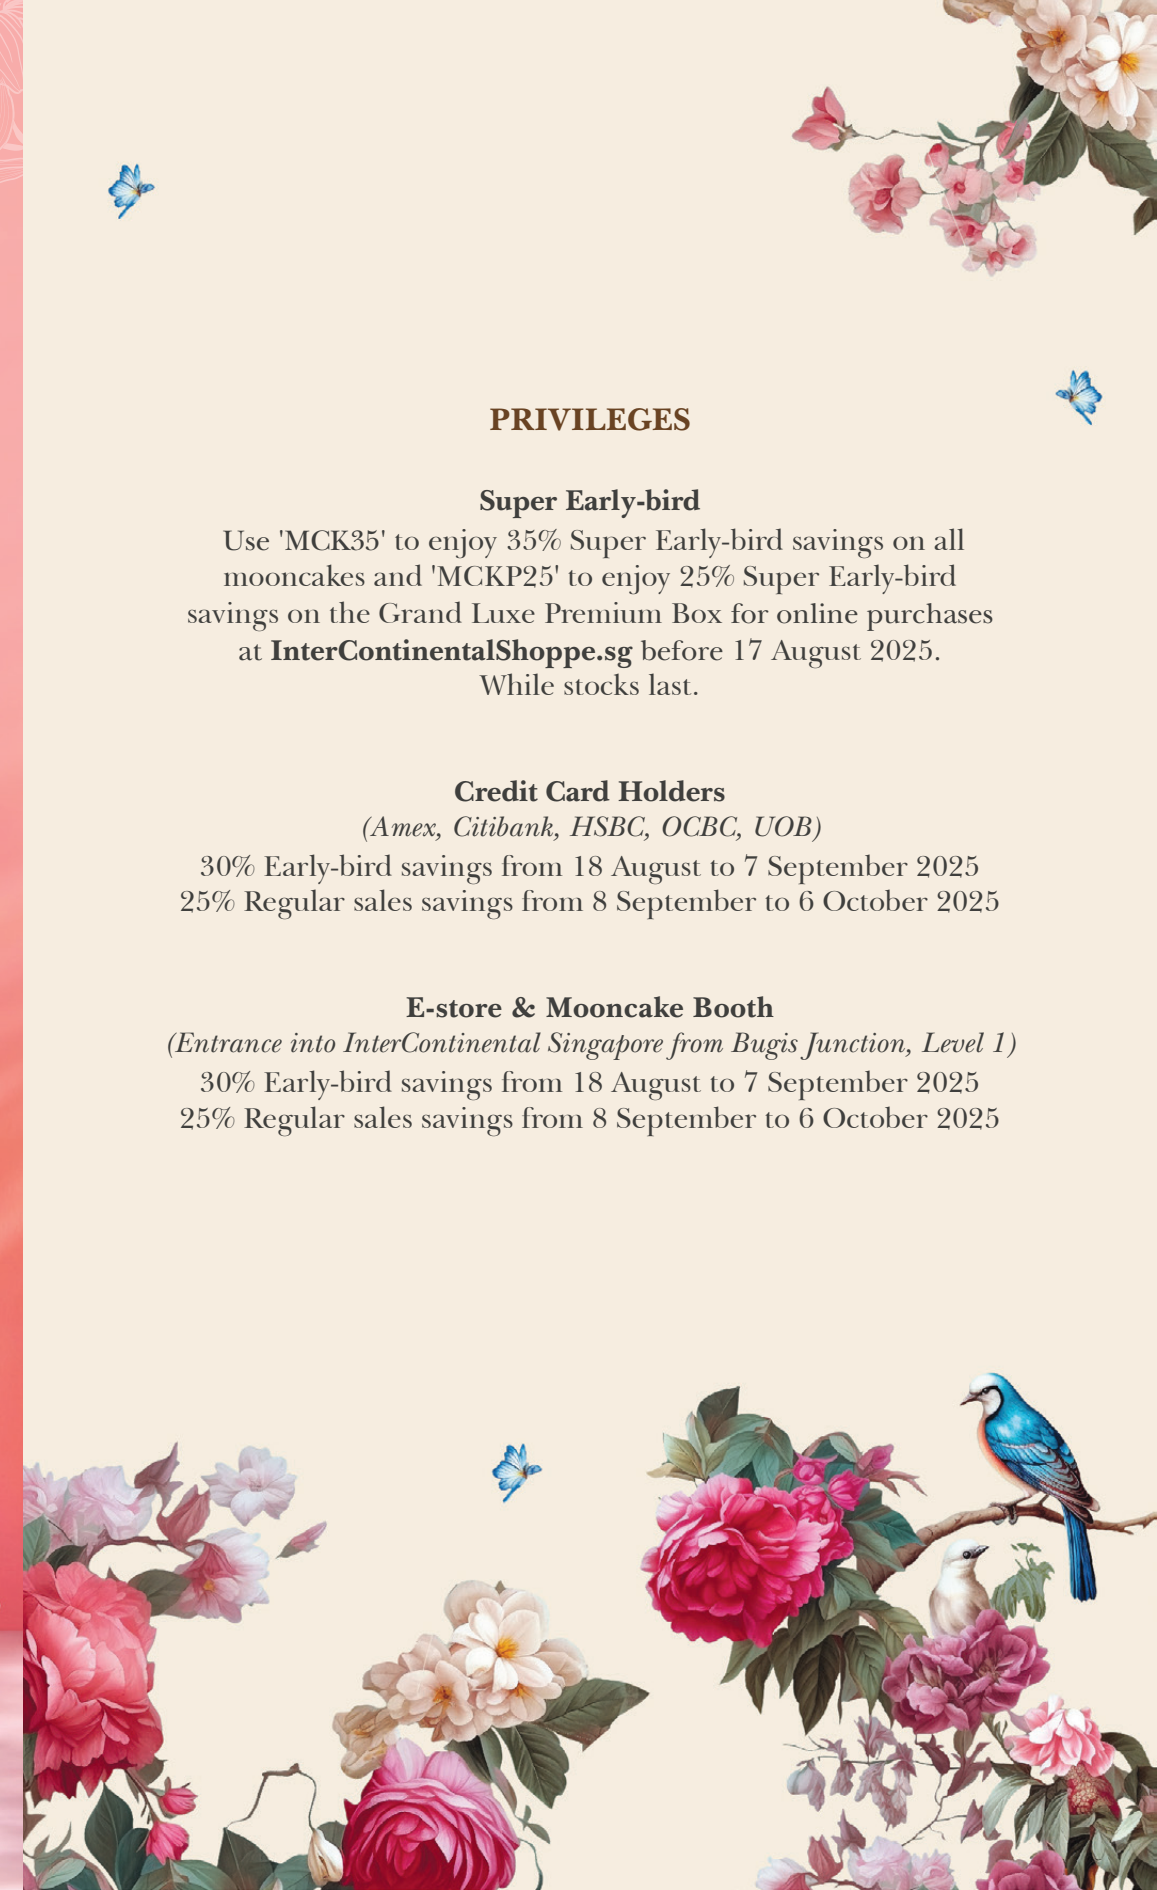 PRIVILEGES
Super Early-bird
Use 'MCK35' to enjoy 35% Super Early-bird savings on all
mooncakes and 'MCKP25' to enjoy 25% Super Early-bird
savings on the Grand Luxe Premium Box for online purchases
at InterContinentalShoppe.sg before 17 August 2025.
While stocks last.
Credit Card Holders
(Amex, Citibank, HSBC, OCBC, UOB)
30% Early-bird savings from 18 August to 7 September 2025
25% Regular sales savings from 8 September to 6 October 2025
E-store & Mooncake Booth
(Entrance into InterContinental Singapore from Bugis Junction, Level 1)
30% Early-bird savings from 18 August to 7 September 2025
25% Regular sales savings from 8 September to 6 October 2025